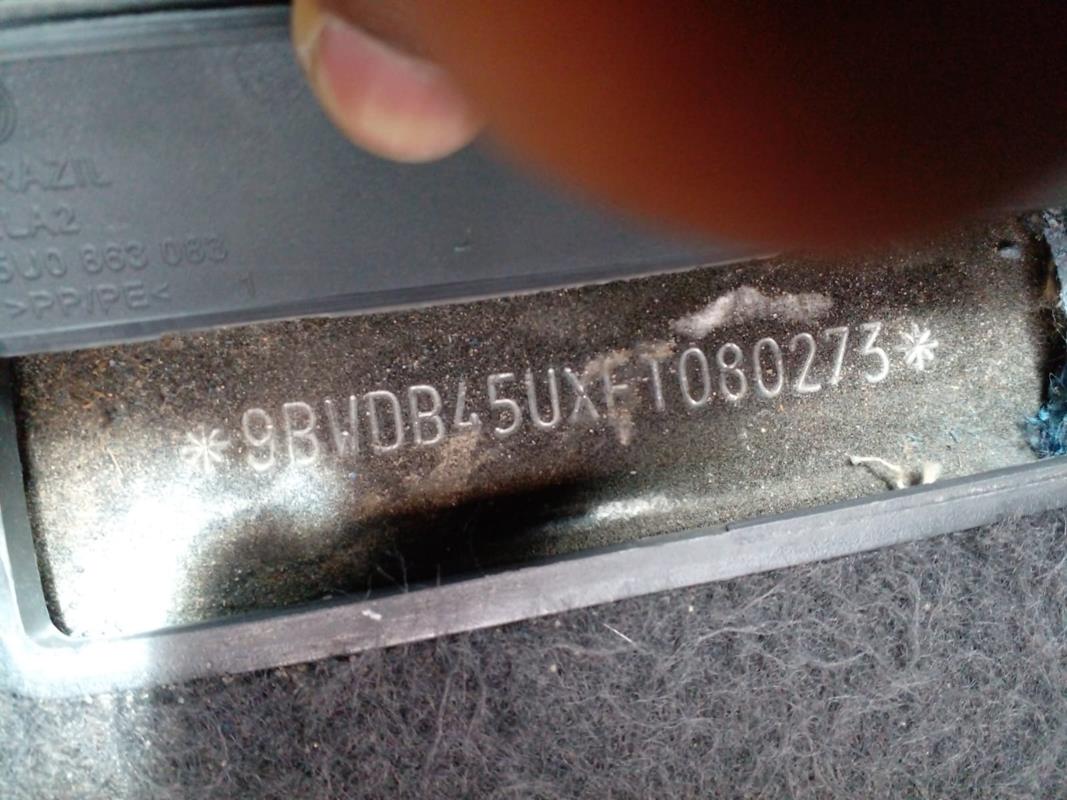 RAZIL
LA2
5U0 863 083
>PP/PE< 1
*9BWDB45UXFT080273*